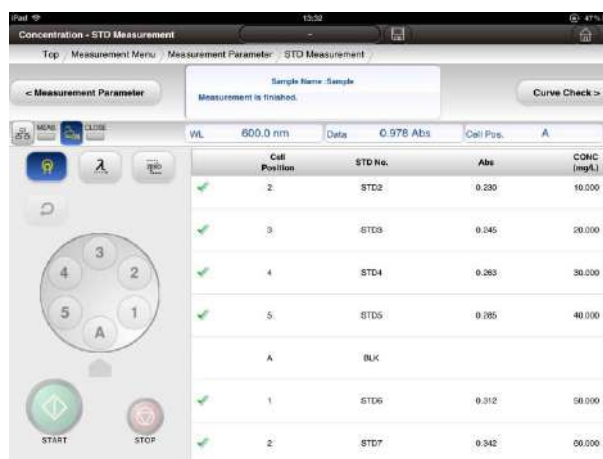 iPad 13:32 47%
Concentration - STD Measurement -
Top / Measurement Menu / Measurement Parameter / STD Measurement /
< Measurement Parameter
Sample Name :Sample
Measurement is finished.
Curve Check >
MEAS. CLOSE
WL 600.0 nm Data 0.978 Abs Cell Pos. A
λ
Cell Position STD No. Abs CONC (mg/L)
2 STD2 0.230 10.000
3 STD3 0.245 20.000
4 STD4 0.263 30.000
5 STD5 0.285 40.000
A BLK
1 STD6 0.312 50.000
2 STD7 0.342 60.000
3
4 2
5 1
A
START STOP